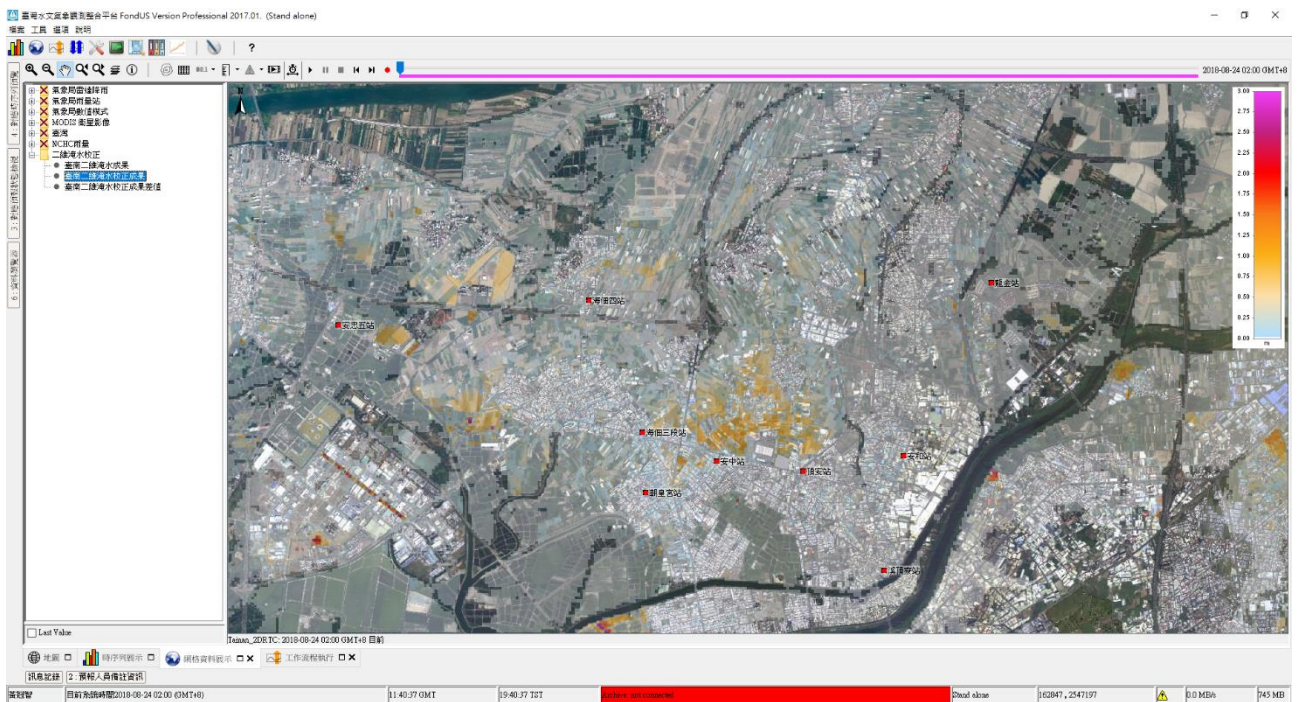 臺灣水文氣象觀測整合平台 FondUS Version Professional 2017.01. (Stand alone)
檔案 工具 選項 說明
?
2018-08-24 02:00 GMT+8
氣象局雷達降雨
氣象局雨量站
氣象局數值模式
MODIS 衛星影像
臺灣
NCHC雨量
二維淹水校正
臺南二維淹水成果
臺南二維淹水校正成果
臺南二維淹水校正成果差值
N
3.00
2.75
2.50
2.25
2.00
1.75
1.50
1.25
1.00
0.75
0.50
0.25
0.00
m
海佃四站
安忠五站
海佃三段站
安中站
頂安站
安和站
朝皇宮站
溪頂寮站
Last Value
Tainan_2DRTC: 2018-08-24 02:00 GMT+8 目前
地圖
時序列展示
網格資料展示
工作流程執行
訊息記錄
2 : 預報人員備註資訊
目前系統時間2018-08-24 02:00 (GMT+8)
11:40:37 GMT
19:40:37 TST
Archive: not connected
Stand alone
162847 , 2547197
0.0 MB/s
745 MB